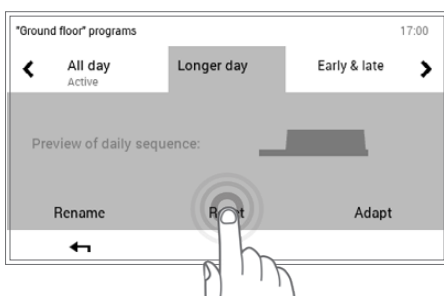 "Ground floor" programs 17:00
All day Longer day Early & late
Active
Preview of daily sequence:
Rename Adapt